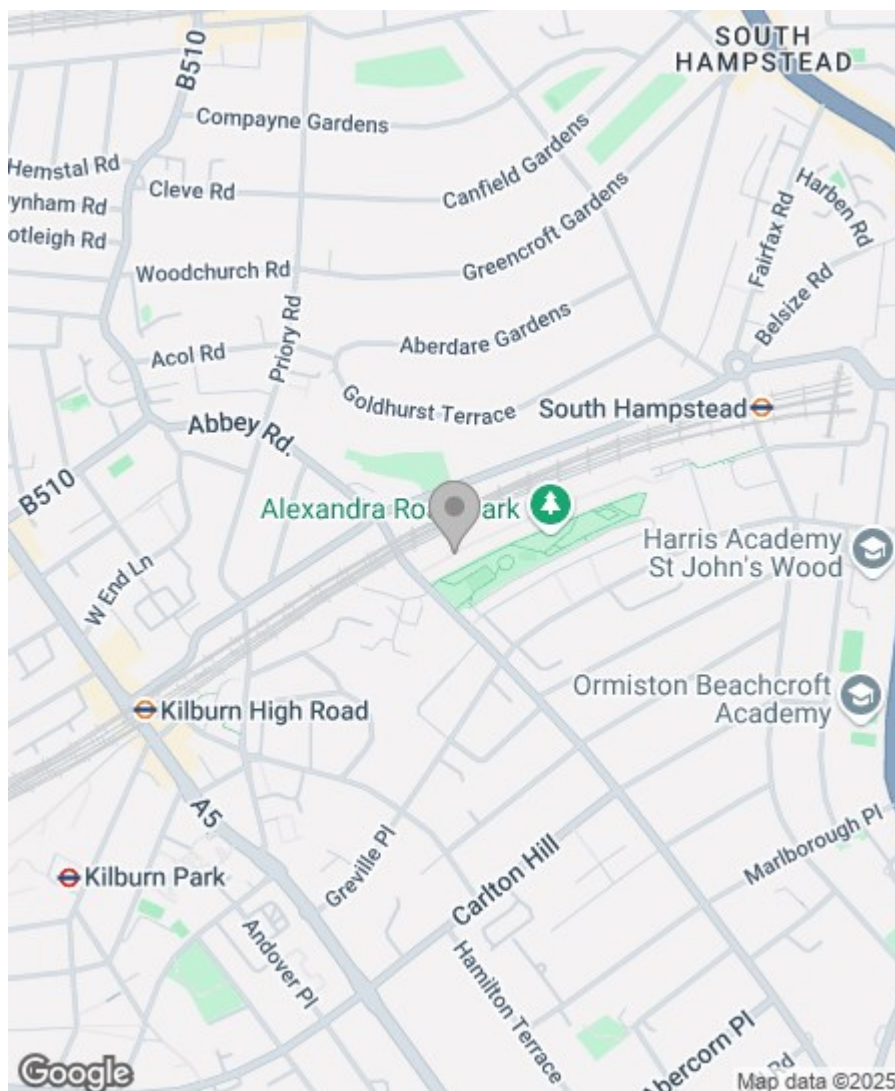 SOUTH
HAMPSTEAD
B510
Compayne Gardens
Hemstal Rd
Cleve Rd
Canfield Gardens
Harben Rd
ynham Rd
otleigh Rd
Fairfax Rd
Greencroft Gardens
Woodchurch Rd
Belsize Rd
Priory Rd
Aberdare Gardens
Acol Rd
Goldhurst Terrace
South Hampstead
Abbey Rd.
B510
Alexandra Ro
ark
Harris Academy
St John's Wood
W End Ln
Ormiston Beachcroft
Academy
Kilburn High Road
A5
Marlborough Pl
Greville Pl
Kilburn Park
Carlton Hill
Andover Pl
Hamilton Terrace
bercorn Pl
Rd
Google
Map data ©2025